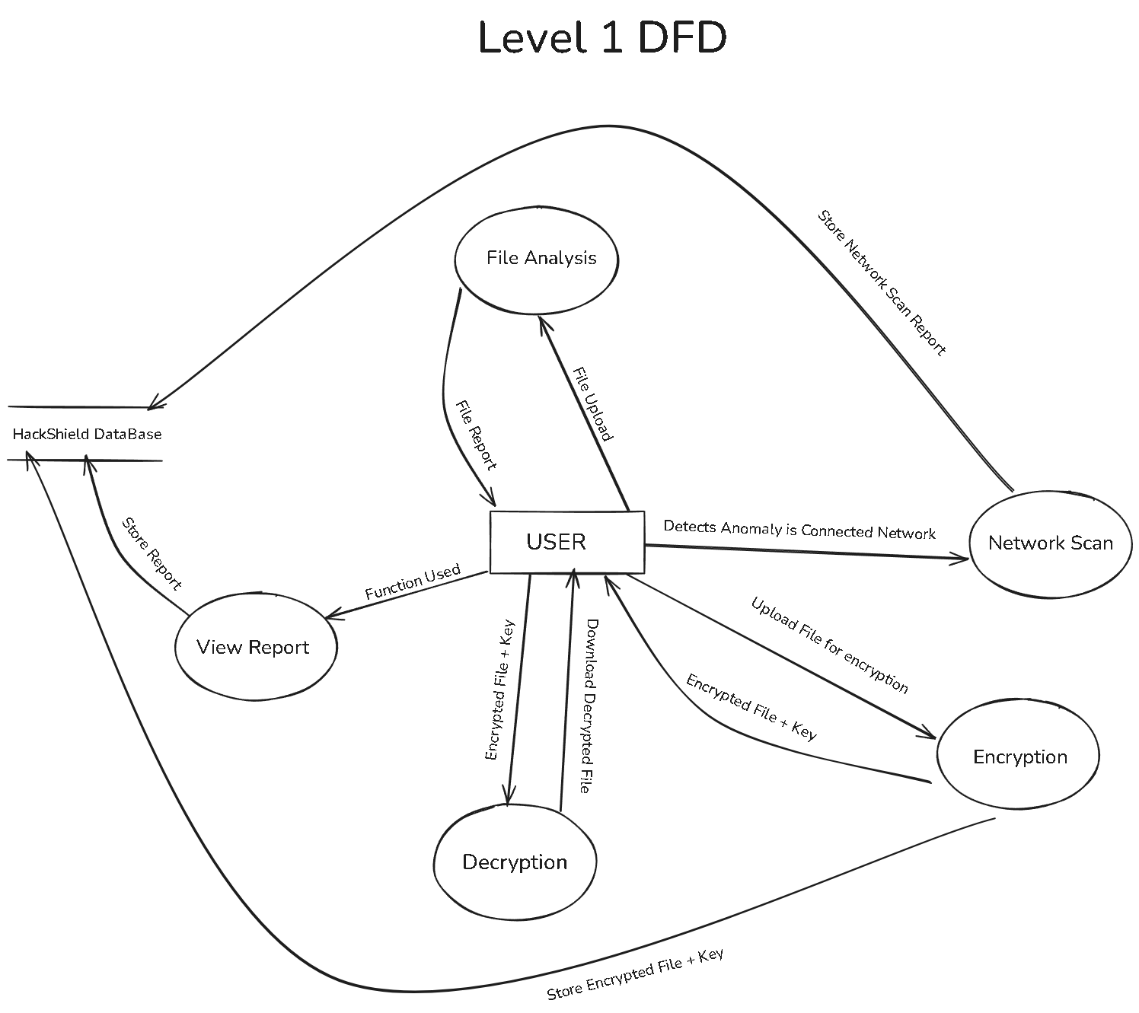 Level 1 DFD
Store Network Scan Report
File Analysis
File Upload
File Report
HackShield DataBase
Store Report
USER
Detects Anomaly is Connected Network
Network Scan
Function Used
View Report
Encrypted File + Key
Download Decrypted File
Upload File for encryption
Encrypted File + Key
Encryption
Decryption
Store Encrypted File + Key